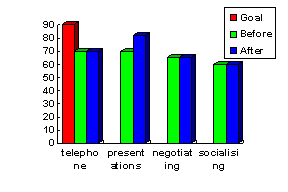 Goal
Before
After
90
80
70
60
50
40
30
20
10
0
telepho
ne
present
ations
negotiat
ing
socialisi
ng